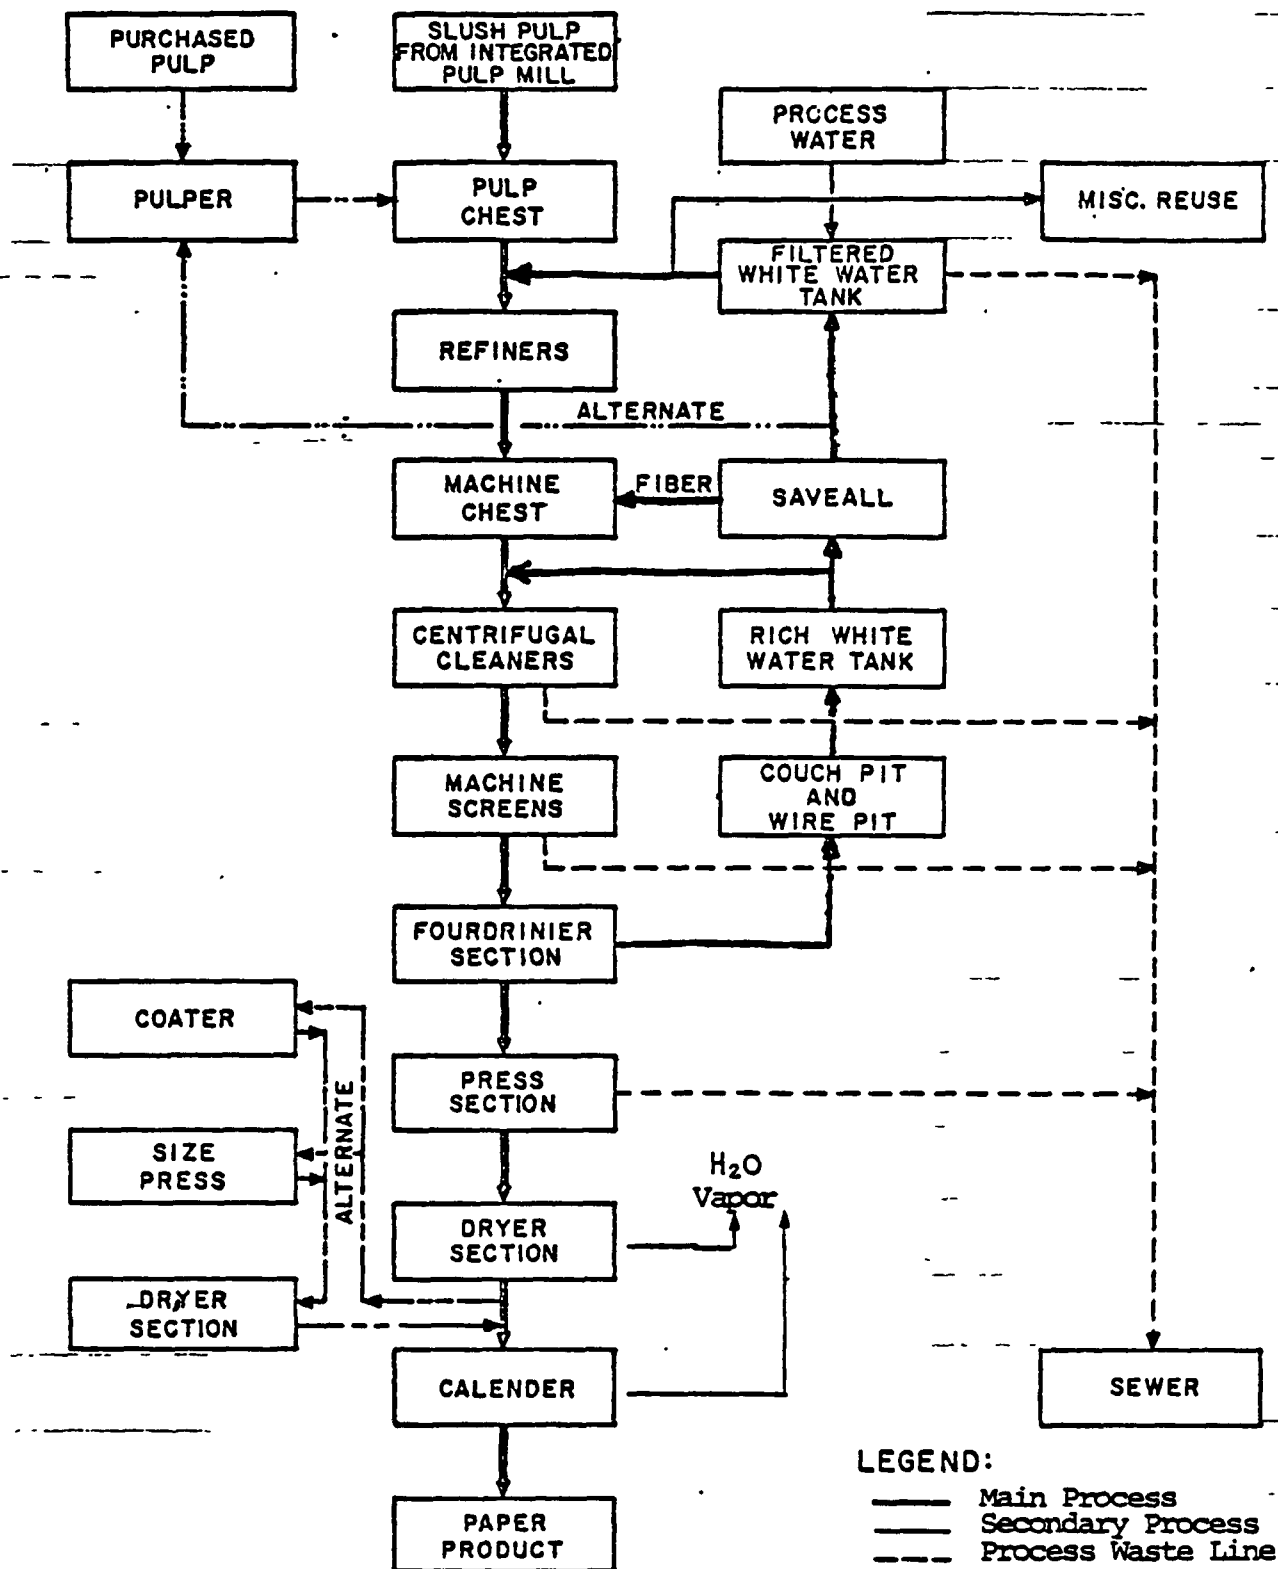 PURCHASED
PULP
SLUSH PULP
FROM INTEGRATED
PULP MILL
PROCESS
WATER
PULPER
PULP
CHEST
MISC. REUSE
FILTERED
WHITE WATER
TANK
REFINERS
ALTERNATE
MACHINE
CHEST
FIBER
SAVEALL
CENTRIFUGAL
CLEANERS
RICH WHITE
WATER TANK
MACHINE
SCREENS
COUCH PIT
AND
WIRE PIT
FOURDRINIER
SECTION
COATER
PRESS
SECTION
ALTERNATE
SIZE
PRESS
H₂O
Vapor
DRYER
SECTION
DRYER
SECTION
CALENDER
SEWER
PAPER
PRODUCT
LEGEND:
Main Process
Secondary Process
Process Waste Line